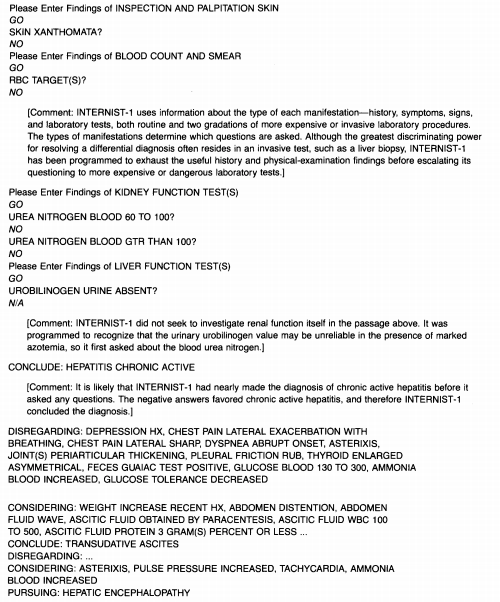 Please Enter Findings of INSPECTION AND PALPITATION SKIN
GO
SKIN XANTHOMATA?
NO
Please Enter Findings of BLOOD COUNT AND SMEAR
GO
RBC TARGET(S)?
NO
[Comment: INTERNIST-1 uses information about the type of each manifestation—history, symptoms, signs,
and laboratory tests, both routine and two gradations of more expensive or invasive laboratory procedures.
The types of manifestations determine which questions are asked. Although the greatest discriminating power
for resolving a differential diagnosis often resides in an invasive test, such as a liver biopsy, INTERNIST-1
has been programmed to exhaust the useful history and physical-examination findings before escalating its
questioning to more expensive or dangerous laboratory tests.]
Please Enter Findings of KIDNEY FUNCTION TEST(S)
GO
UREA NITROGEN BLOOD 60 TO 100?
NO
UREA NITROGEN BLOOD GTR THAN 100?
NO
Please Enter Findings of LIVER FUNCTION TEST(S)
GO
UROBILINOGEN URINE ABSENT?
N/A
[Comment: INTERNIST-1 did not seek to investigate renal function itself in the passage above. It was
programmed to recognize that the urinary urobilinogen value may be unreliable in the presence of marked
azotemia, so it first asked about the blood urea nitrogen.]
CONCLUDE: HEPATITIS CHRONIC ACTIVE
[Comment: It is likely that INTERNIST-1 had nearly made the diagnosis of chronic active hepatitis before it
asked any questions. The negative answers favored chronic active hepatitis, and therefore INTERNIST-1
concluded the diagnosis.]
DISREGARDING: DEPRESSION HX, CHEST PAIN LATERAL EXACERBATION WITH
BREATHING, CHEST PAIN LATERAL SHARP, DYSPNEA ABRUPT ONSET, ASTERIXIS,
JOINT(S) PERIARTICULAR THICKENING, PLEURAL FRICTION RUB, THYROID ENLARGED
ASYMMETRICAL, FECES GUAIAC TEST POSITIVE, GLUCOSE BLOOD 130 TO 300, AMMONIA
BLOOD INCREASED, GLUCOSE TOLERANCE DECREASED
CONSIDERING: WEIGHT INCREASE RECENT HX, ABDOMEN DISTENTION, ABDOMEN
FLUID WAVE, ASCITIC FLUID OBTAINED BY PARACENTESIS, ASCITIC FLUID WBC 100
TO 500, ASCITIC FLUID PROTEIN 3 GRAM(S) PERCENT OR LESS ...
CONCLUDE: TRANSUDATIVE ASCITES
DISREGARDING: ...
CONSIDERING: ASTERIXIS, PULSE PRESSURE INCREASED, TACHYCARDIA, AMMONIA
BLOOD INCREASED
PURSUING: HEPATIC ENCEPHALOPATHY